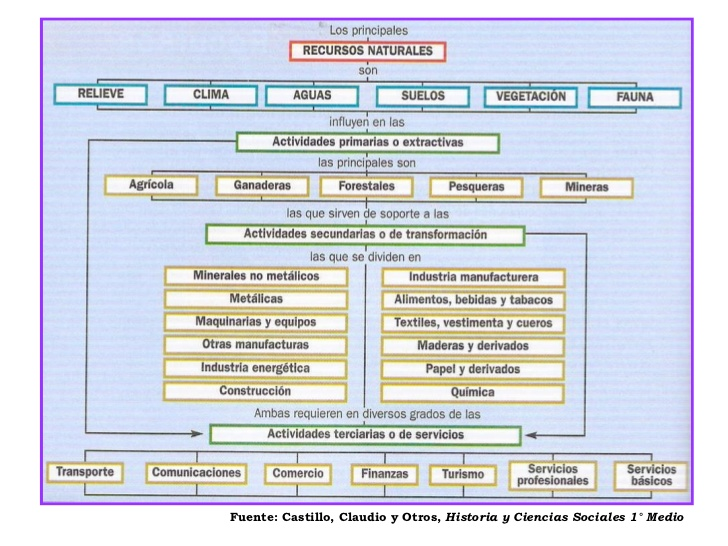 Los principales
RECURSOS NATURALES
son
RELIEVE CLIMA AGUAS SUELOS VEGETACIÓN FAUNA
influyen en las
Actividades primarias o extractivas
las principales son
Agrícola Ganaderas Forestales Pesqueras Mineras
las que sirven de soporte a las
Actividades secundarias o de transformación
las que se dividen en
Minerales no metálicos Industria manufacturera
Metálicas Alimentos, bebidas y tabacos
Maquinarias y equipos Textiles, vestimenta y cueros
Otras manufacturas Maderas y derivados
Industria energética Papel y derivados
Construcción Química
Ambas requieren en diversos grados de las
Actividades terciarias o de servicios
Transporte Comunicaciones Comercio Finanzas Turismo Servicios profesionales Servicios básicos
Fuente: Castillo, Claudio y Otros, Historia y Ciencias Sociales 1° Medio